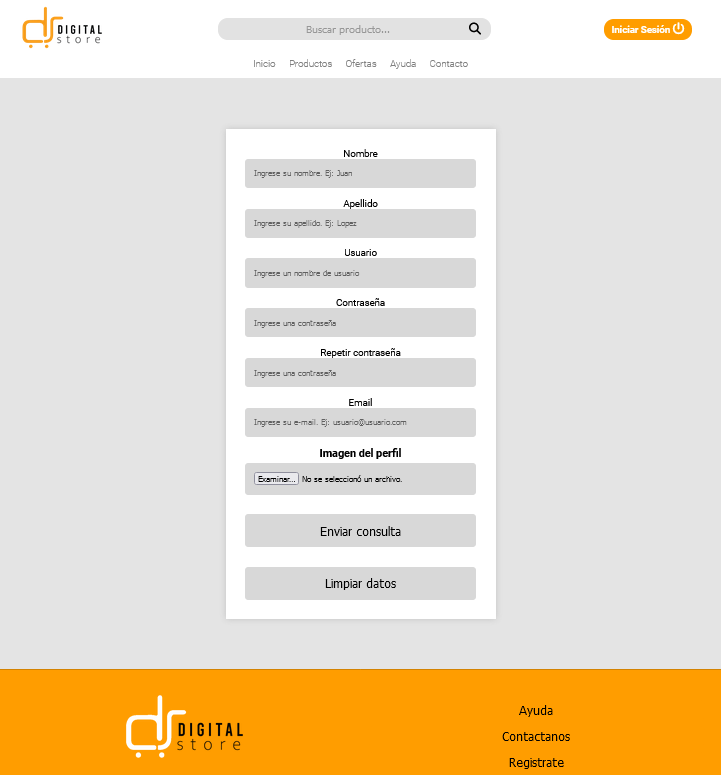 DIGITAL
store
Buscar producto...
Iniciar Sesión
Inicio Productos Ofertas Ayuda Contacto
Nombre
Ingrese su nombre. Ej: Juan
Apellido
Ingrese su apellido. Ej: Lopez
Usuario
Ingrese un nombre de usuario
Contraseña
Ingrese una contraseña
Repetir contraseña
Ingrese una contraseña
Email
Ingrese su e-mail. Ej: usuario@usuario.com
Imagen del perfil
Examinar... No se seleccionó un archivo.
Enviar consulta
Limpiar datos
DIGITAL
store
Ayuda
Contactanos
Registrate